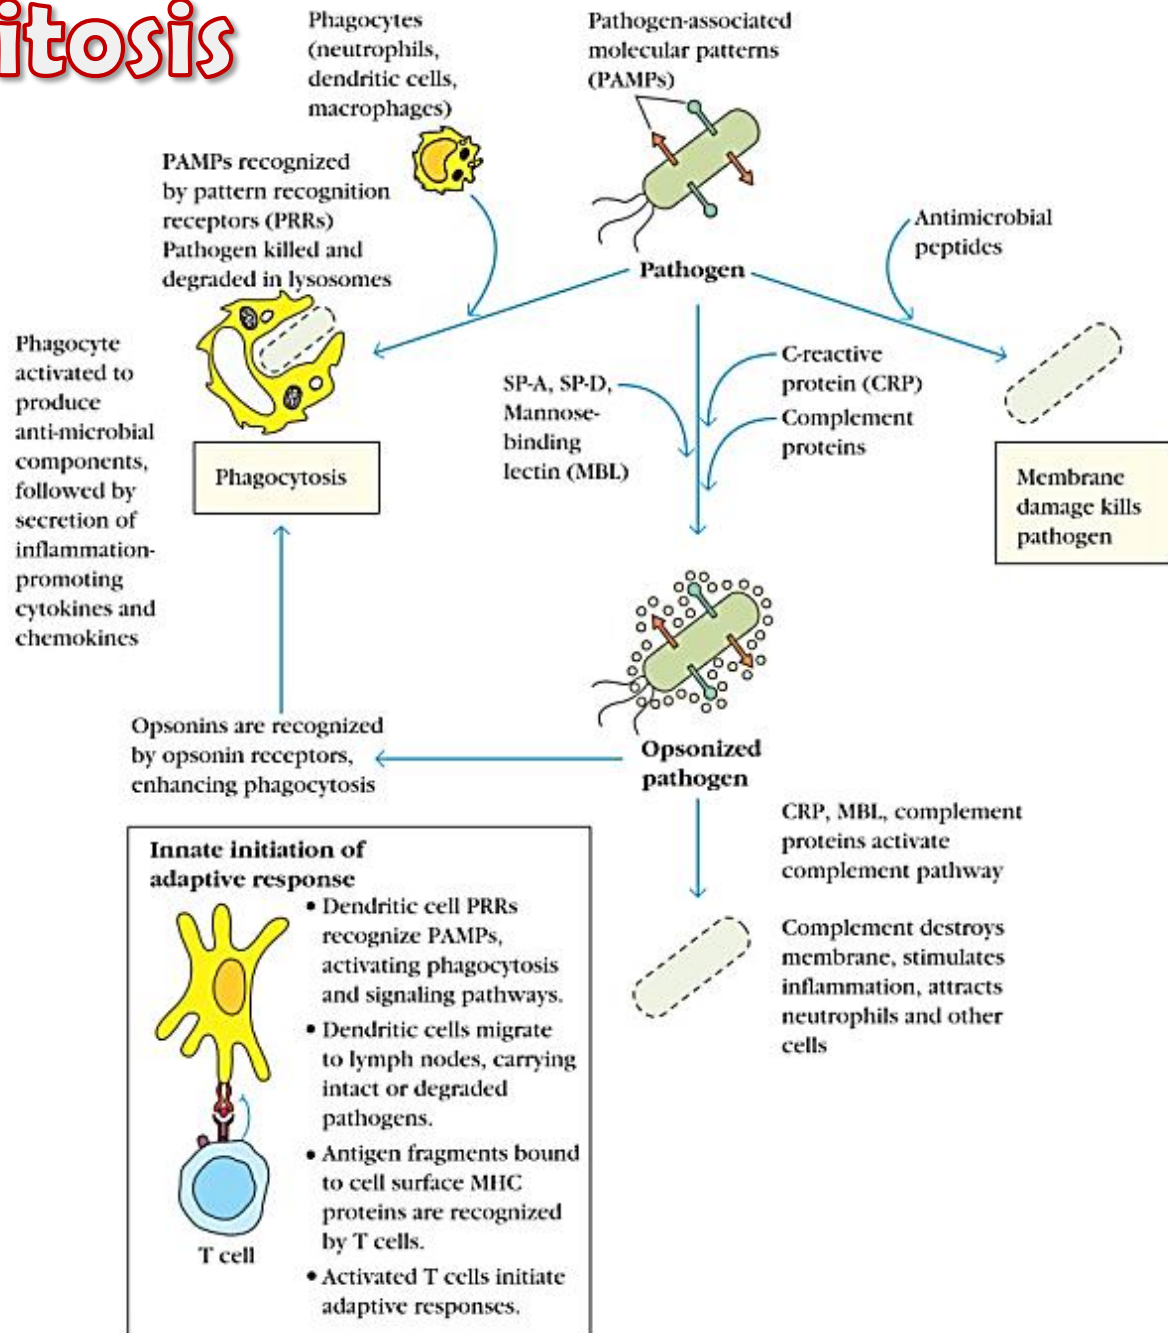 itosis
Phagocytes
(neutrophils,
dendritic cells,
macrophages)
Pathogen-associated
molecular patterns
(PAMPs)
PAMPs recognized
by pattern recognition
receptors (PRRs)
Pathogen killed and
degraded in lysosomes
Antimicrobial
peptides
Pathogen
Phagocyte
activated to
produce
anti-microbial
components,
followed by
secretion of
inflammation-
promoting
cytokines and
chemokines
Phagocytosis
SP-A, SP-D,
Mannose-
binding
lectin (MBL)
C-reactive
protein (CRP)
Complement
proteins
Membrane
damage kills
pathogen
Opsonins are recognized
by opsonin receptors,
enhancing phagocytosis
Opsonized
pathogen
CRP, MBL, complement
proteins activate
complement pathway
Complement destroys
membrane, stimulates
inflammation, attracts
neutrophils and other
cells
Innate initiation of
adaptive response
• Dendritic cell PRRs
recognize PAMPs,
activating phagocytosis
and signaling pathways.
• Dendritic cells migrate
to lymph nodes, carrying
intact or degraded
pathogens.
• Antigen fragments bound
to cell surface MHC
proteins are recognized
by T cells.
• Activated T cells initiate
adaptive responses.
T cell